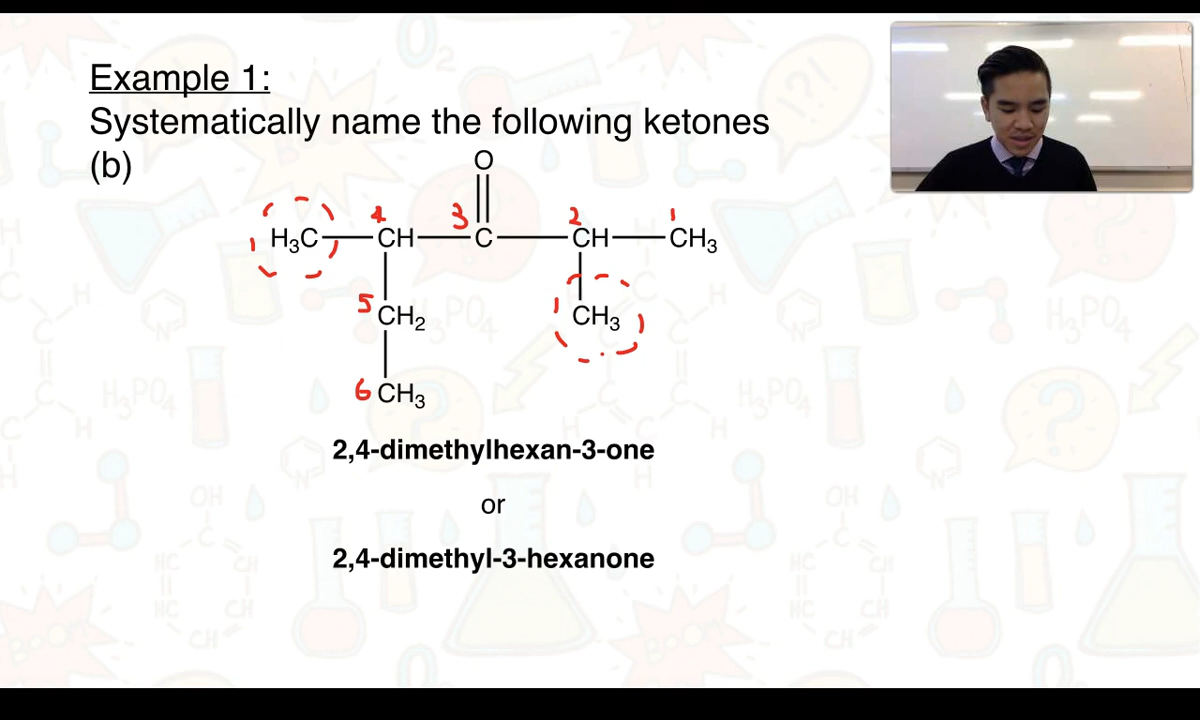 Example 1:
Systematically name the following ketones
(b)
O
4 3 2 1
H₃C CH C CH CH₃
5 CH₂ CH₃
6 CH₃
2,4-dimethylhexan-3-one
or
2,4-dimethyl-3-hexanone